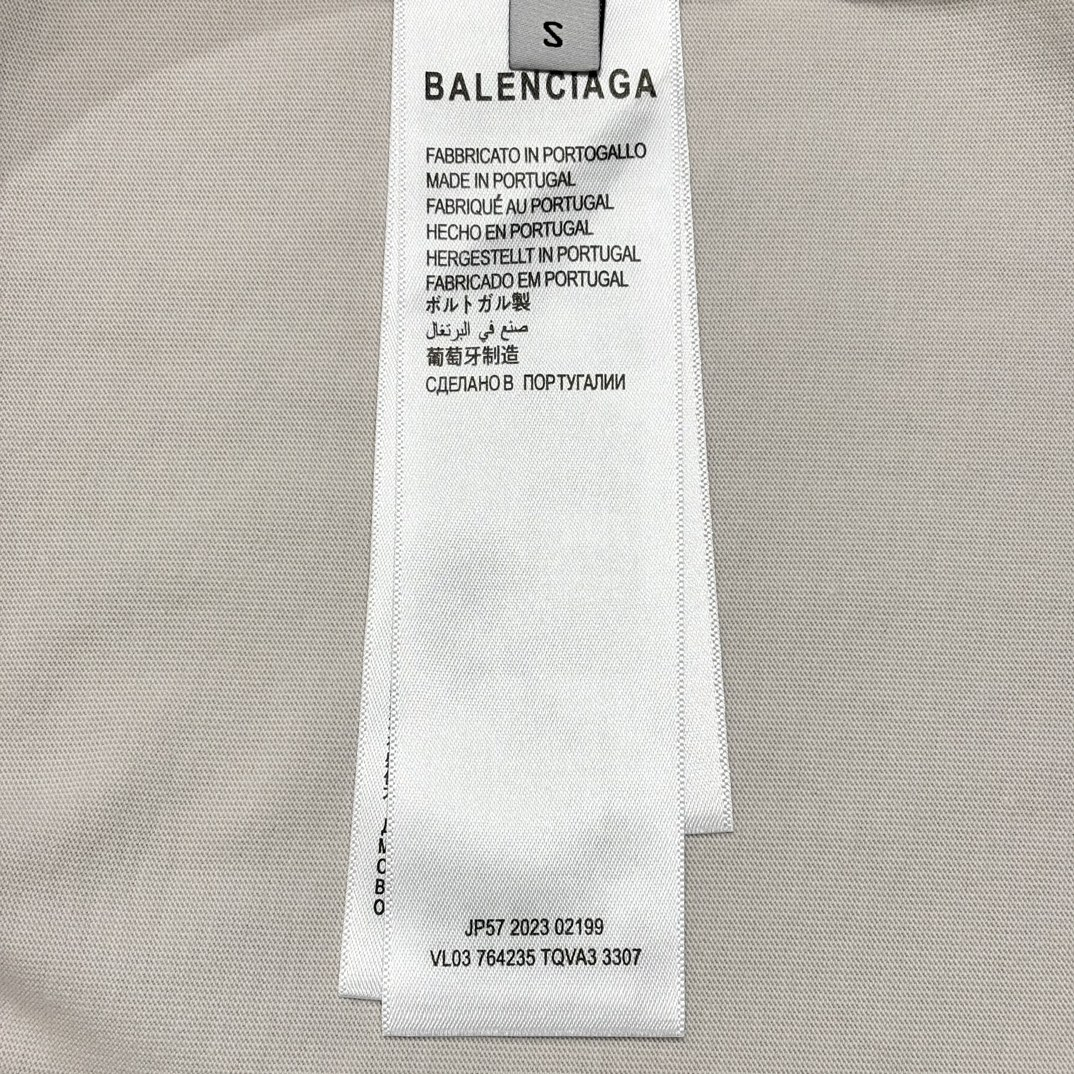 S
BALENCIAGA
FABBRICATO IN PORTOGALLO
MADE IN PORTUGAL
FABRIQUÉ AU PORTUGAL
HECHO EN PORTUGAL
HERGESTELLT IN PORTUGAL
FABRICADO EM PORTUGAL
ポルトガル製
صنع في البرتغال
葡萄牙制造
СДЕЛАНО В ПОРТУГАЛИИ
JP57 2023 02199
VL03 764235 TQVA3 3307